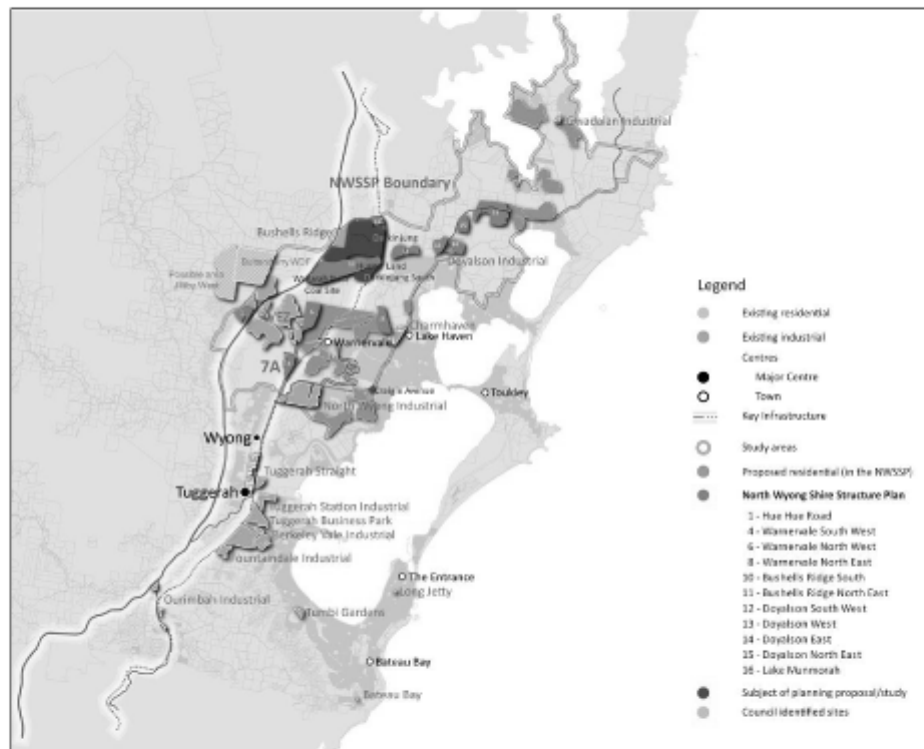 Gwadalan Industrial
NWSSP Boundary
Bushells Ridge
Doyalson Industrial
Charmhaven
Lake Haven
Warnervale
7A
Toukley
North Wyong Industrial
Wyong
Tuggerah Straight
Tuggerah
Tuggerah Station Industrial
Tuggerah Business Park
Berkeley Vale Industrial
Fountaindale Industrial
The Entrance
Long Jetty
Ourimbah Industrial
Tumbi Gardens
Bateau Bay
Bateau Bay
Legend
Existing residential
Existing industrial
Centres
Major Centre
Town
Key Infrastructure
Study areas
Proposed residential (in the NWSSP)
North Wyong Shire Structure Plan
1 - Hue Hue Road
4 - Warnervale South West
6 - Warnervale North West
8 - Warnervale North East
10 - Bushells Ridge South
11 - Bushells Ridge North East
12 - Doyalson South West
13 - Doyalson West
14 - Doyalson East
15 - Doyalson North East
16 - Lake Munmorah
Subject of planning proposal/study
Council identified sites